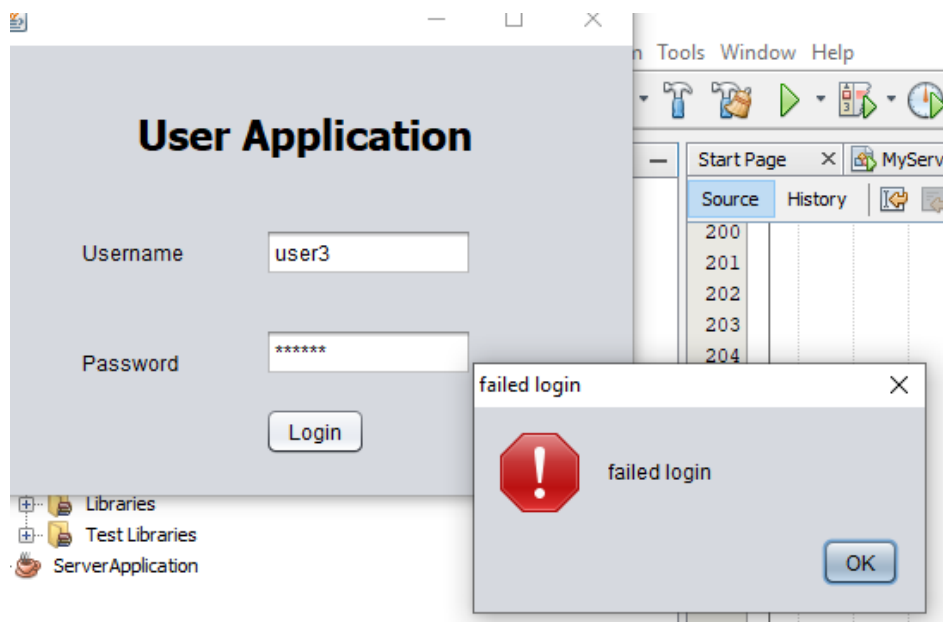 Tools Window Help
User Application
Start Page
MyServ
Source History
Username user3
200
201
202
203
204
Password ******
failed login
failed login
Login
OK
Libraries
Test Libraries
ServerApplication